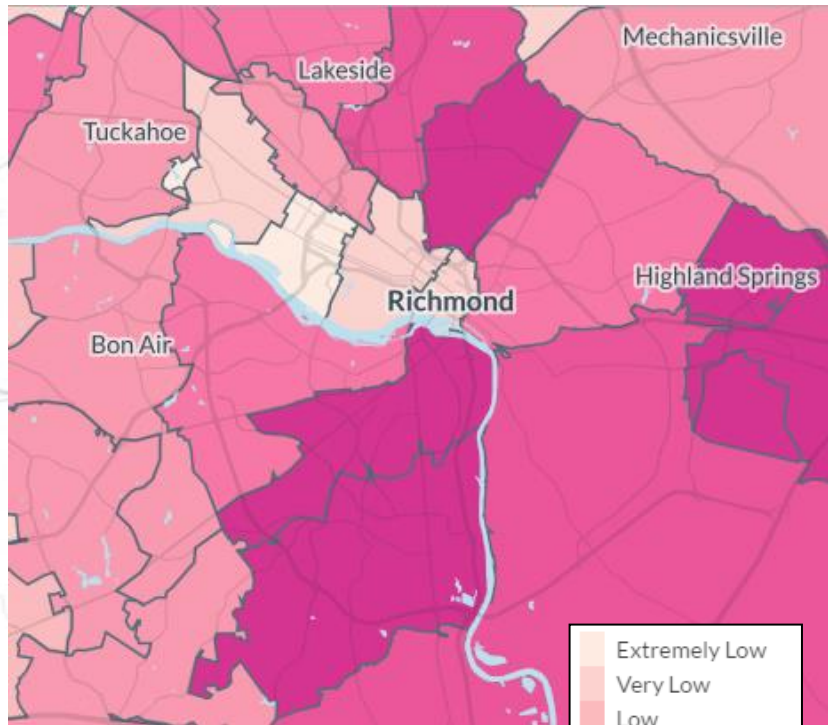 Mechanicsville
Lakeside
Tuckahoe
Highland Springs
Richmond
Bon Air
Extremely Low
Very Low
Low